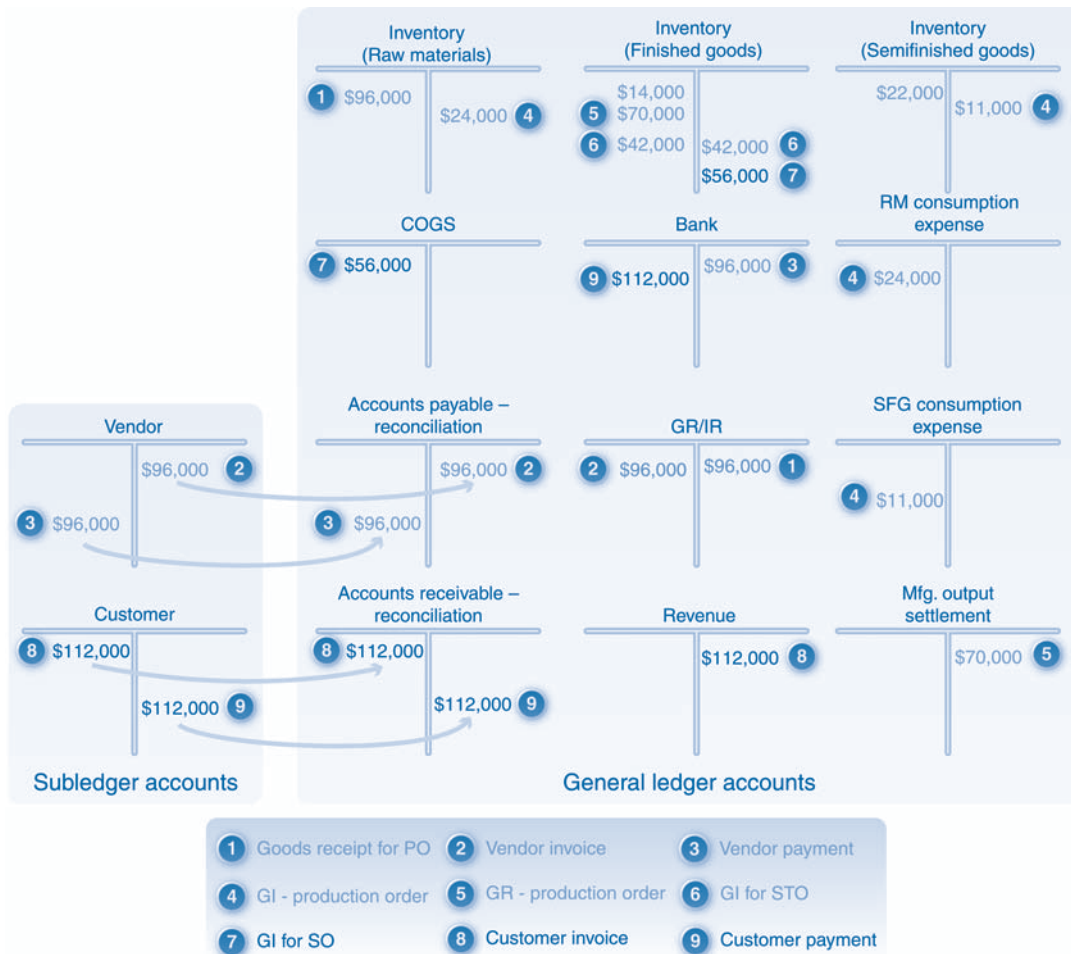 Inventory
(Raw materials)
Inventory
(Finished goods)
Inventory
(Semifinished goods)
1 $96,000
$24,000 4
$14,000
5 $70,000
6 $42,000
$42,000 6
$56,000 7
$22,000
$11,000 4
COGS
Bank
RM consumption
expense
7 $56,000
9 $112,000
$96,000 3
4 $24,000
Vendor
Accounts payable –
reconciliation
GR/IR
SFG consumption
expense
$96,000 2
3 $96,000
$96,000 2
3 $96,000
2 $96,000
$96,000 1
4 $11,000
Customer
Accounts receivable –
reconciliation
Revenue
Mfg. output
settlement
8 $112,000
$112,000 9
8 $112,000
$112,000 9
$112,000 8
$70,000 5
Subledger accounts
General ledger accounts
1 Goods receipt for PO
2 Vendor invoice
3 Vendor payment
4 GI - production order
5 GR - production order
6 GI for STO
7 GI for SO
8 Customer invoice
9 Customer payment